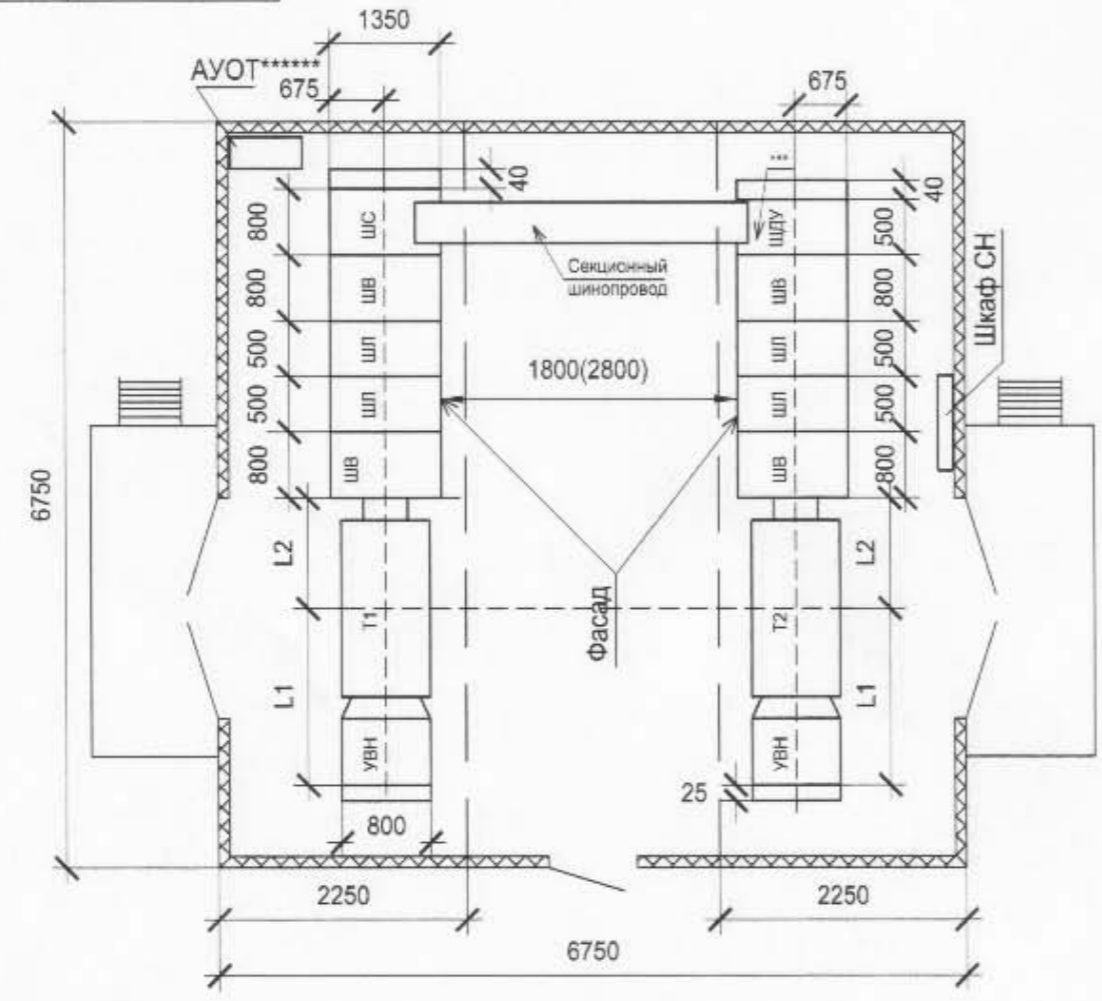 1350
АУОТ******
675
675
40
40
***
800
ШС
ШДУ
500
Секционный
шинопровод
Шкаф СН
800
ШВ
ШВ
800
500
ШЛ
ШЛ
500
1800(2800)
500
ШЛ
ШЛ
500
800
ШВ
ШВ
800
6750
L2
L2
Т1
Т2
Фасад
L1
L1
УВН
УВН
25
800
2250
2250
6750